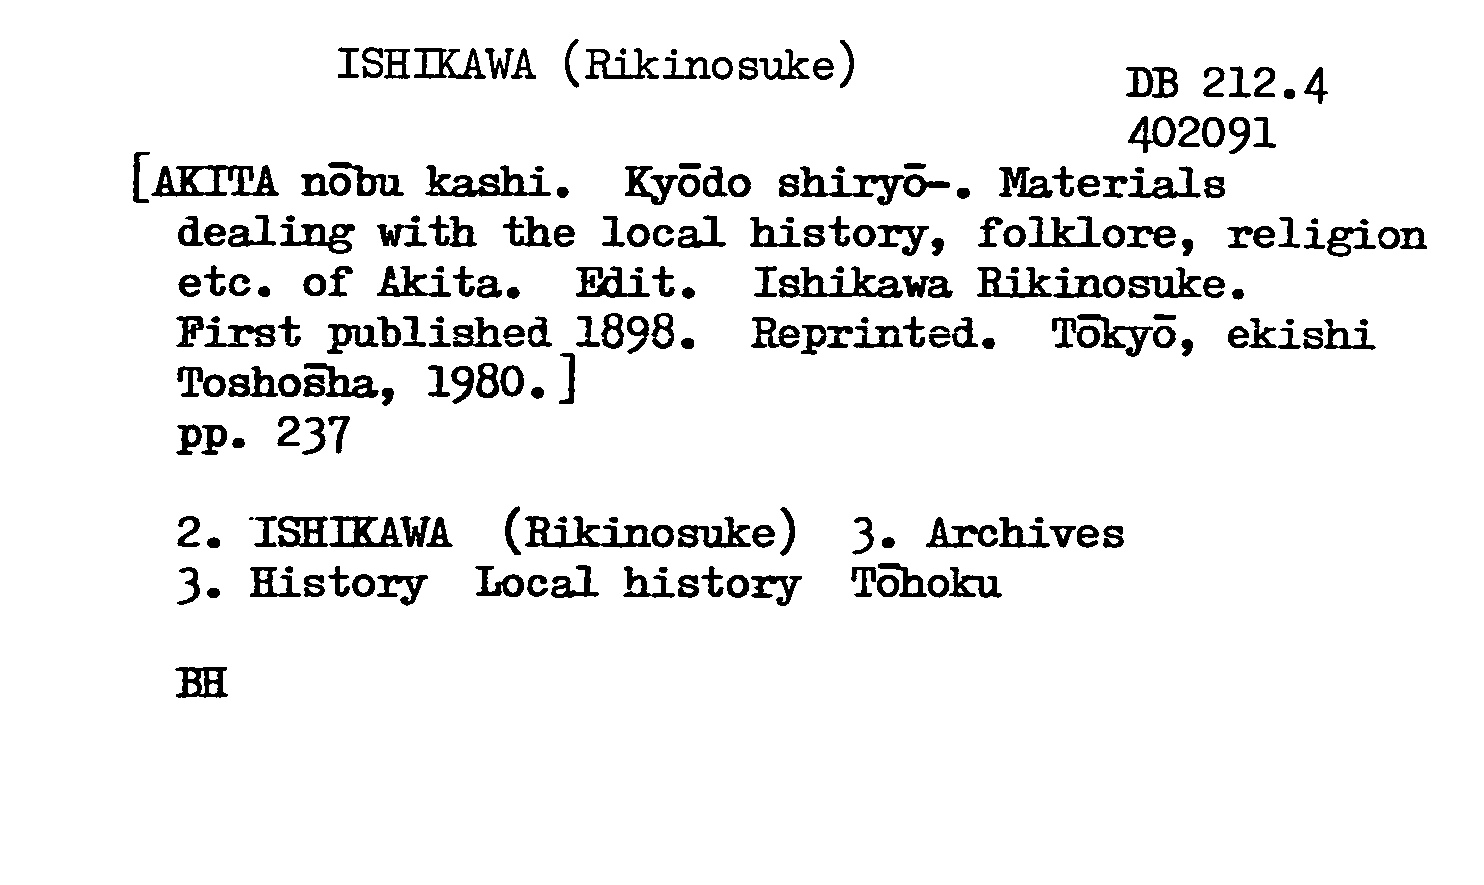 ISHIKAWA (Rikinosuke)
DB 212.4
402091
[AKITA nōbu kashi. Kyōdo shiryō-. Materials
dealing with the local history, folklore, religion
etc. of Akita. Edit. Ishikawa Rikinosuke.
First published 1898. Reprinted. Tōkyō, ekishi
Toshos̄ha, 1980.]
pp. 237
2. ISHIKAWA (Rikinosuke) 3. Archives
3. History Local history Tōhoku
BH